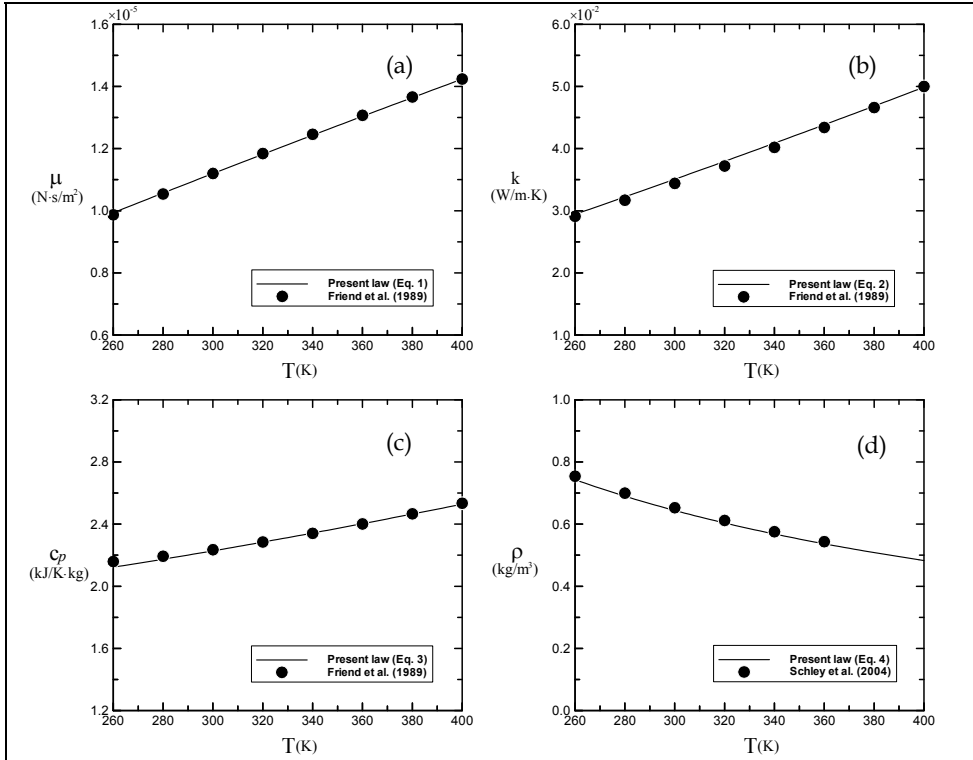 ×10⁻⁵
1.6
1.4
1.2
1.0
0.8
0.6
(a)
μ
(N·s/m²)
Present law (Eq. 1)
Friend et al. (1989)
260 280 300 320 340 360 380 400
T(K)
×10⁻²
6.0
5.0
4.0
3.0
2.0
1.0
(b)
k
(W/m·K)
Present law (Eq. 2)
Friend et al. (1989)
260 280 300 320 340 360 380 400
T(K)
3.2
2.8
2.4
2.0
1.6
1.2
(c)
cp
(kJ/K·kg)
Present law (Eq. 3)
Friend et al. (1989)
260 280 300 320 340 360 380 400
T(K)
1.0
0.8
0.6
0.4
0.2
0.0
(d)
ρ
(kg/m³)
Present law (Eq. 4)
Schley et al. (2004)
260 280 300 320 340 360 380 400
T(K)